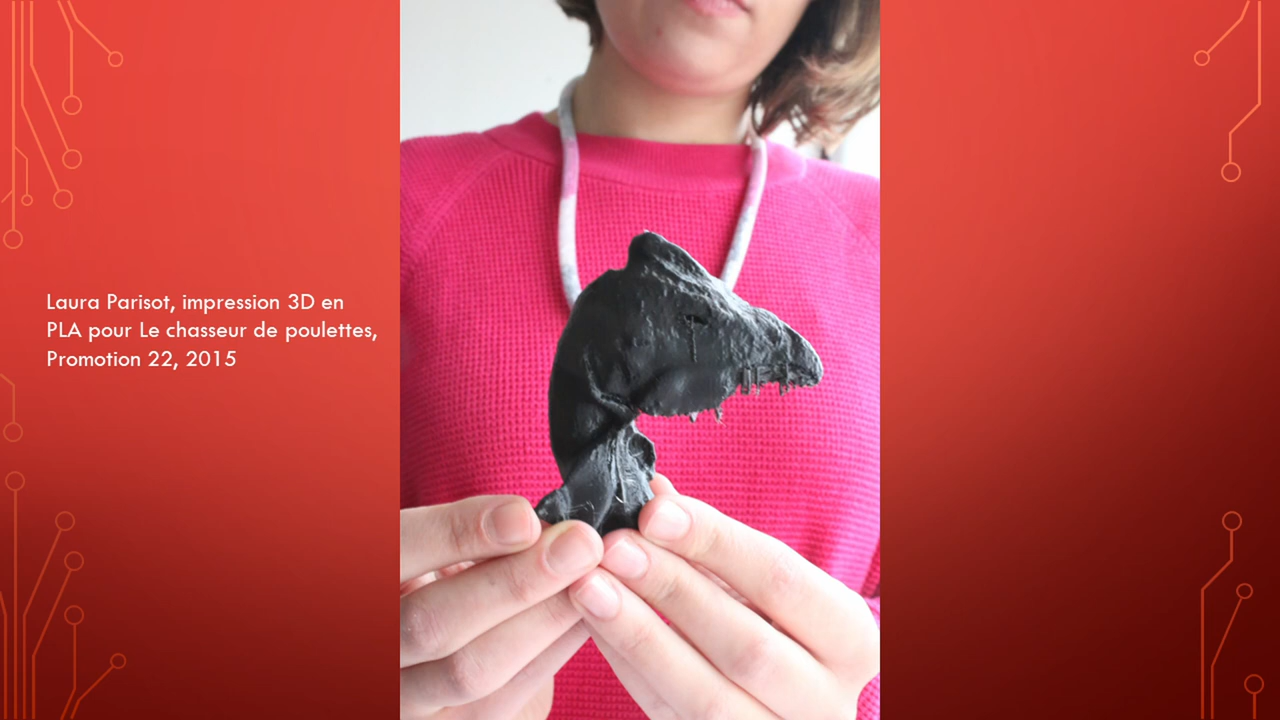 Laura Parisot, impression 3D en
PLA pour Le chasseur de poulettes,
Promotion 22, 2015